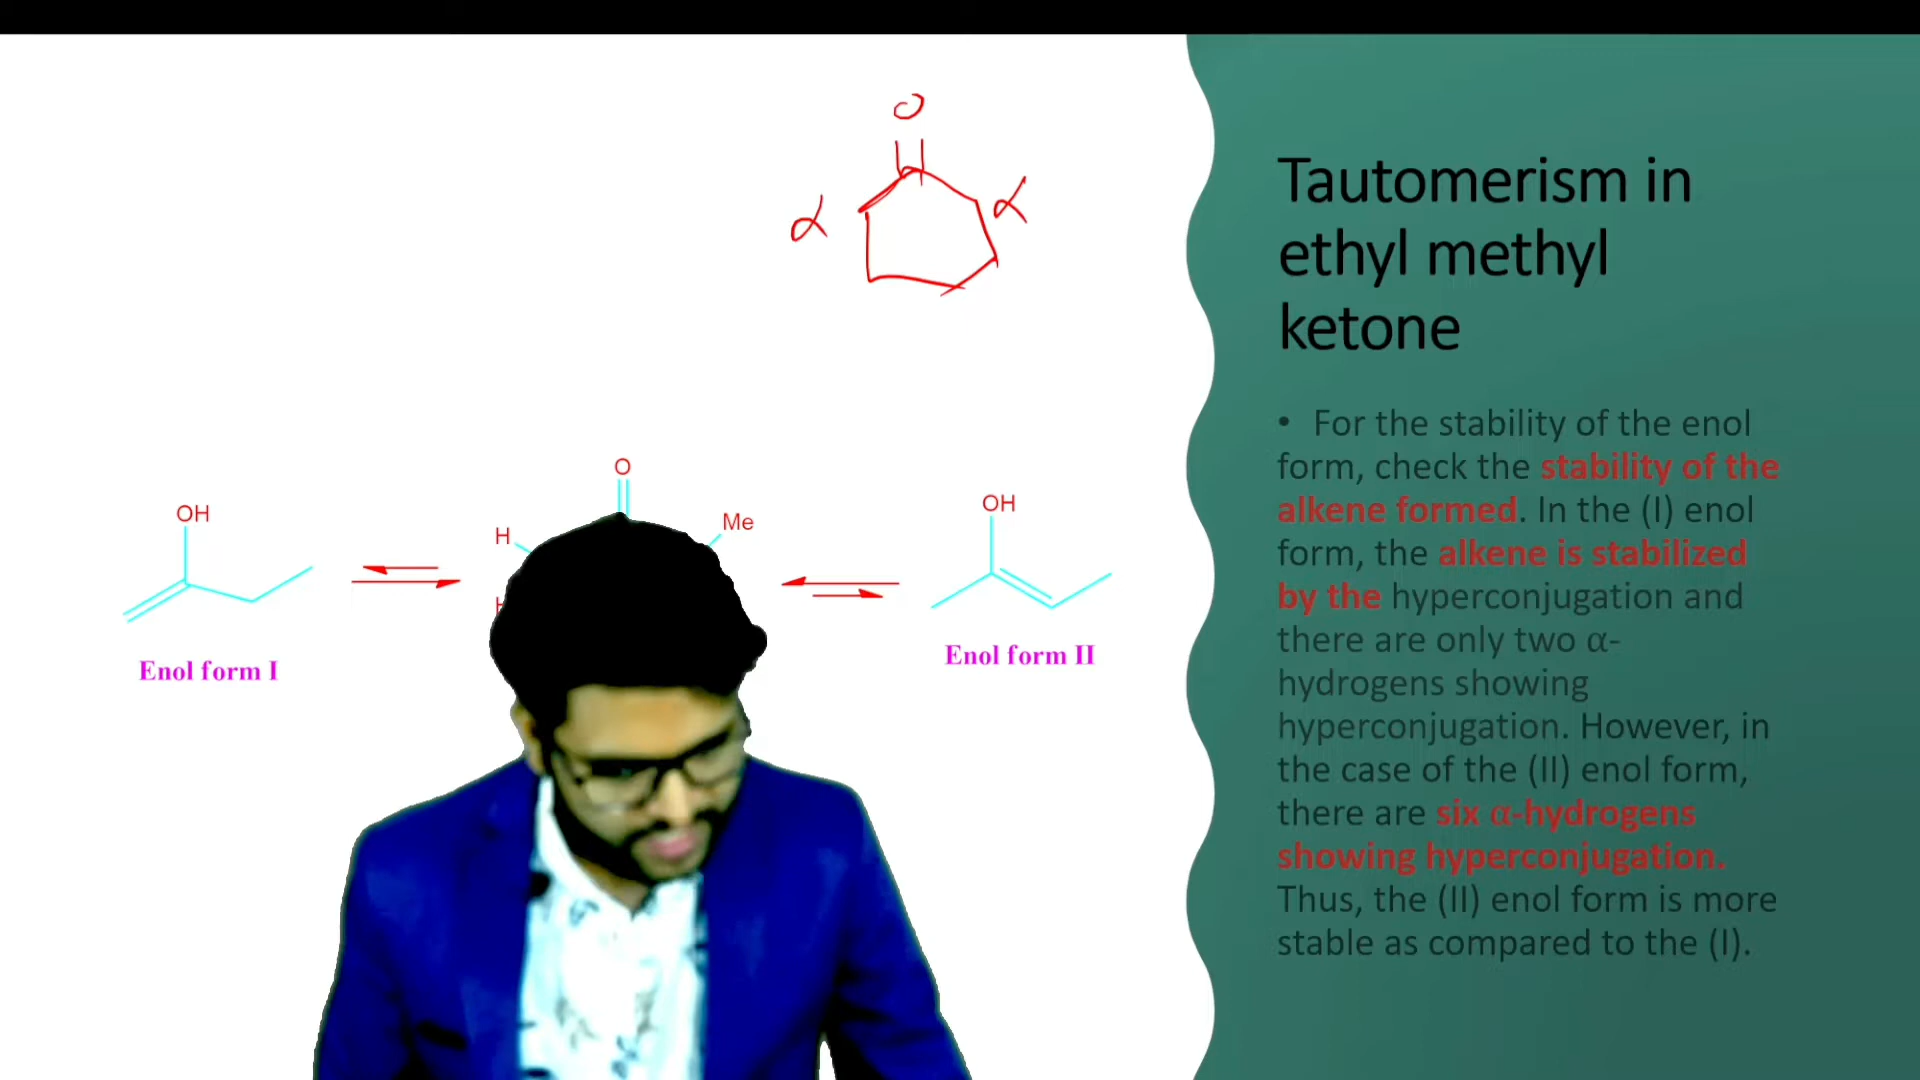 O
α
α
Tautomerism in
ethyl methyl
ketone
• For the stability of the enol
form, check the stability of the
alkene formed. In the (I) enol
form, the alkene is stabilized
by the hyperconjugation and
there are only two α-
hydrogens showing
hyperconjugation. However, in
the case of the (II) enol form,
there are six α-hydrogens
showing hyperconjugation.
Thus, the (II) enol form is more
stable as compared to the (I).
OH
Enol form I
O
H
Me
OH
Enol form II